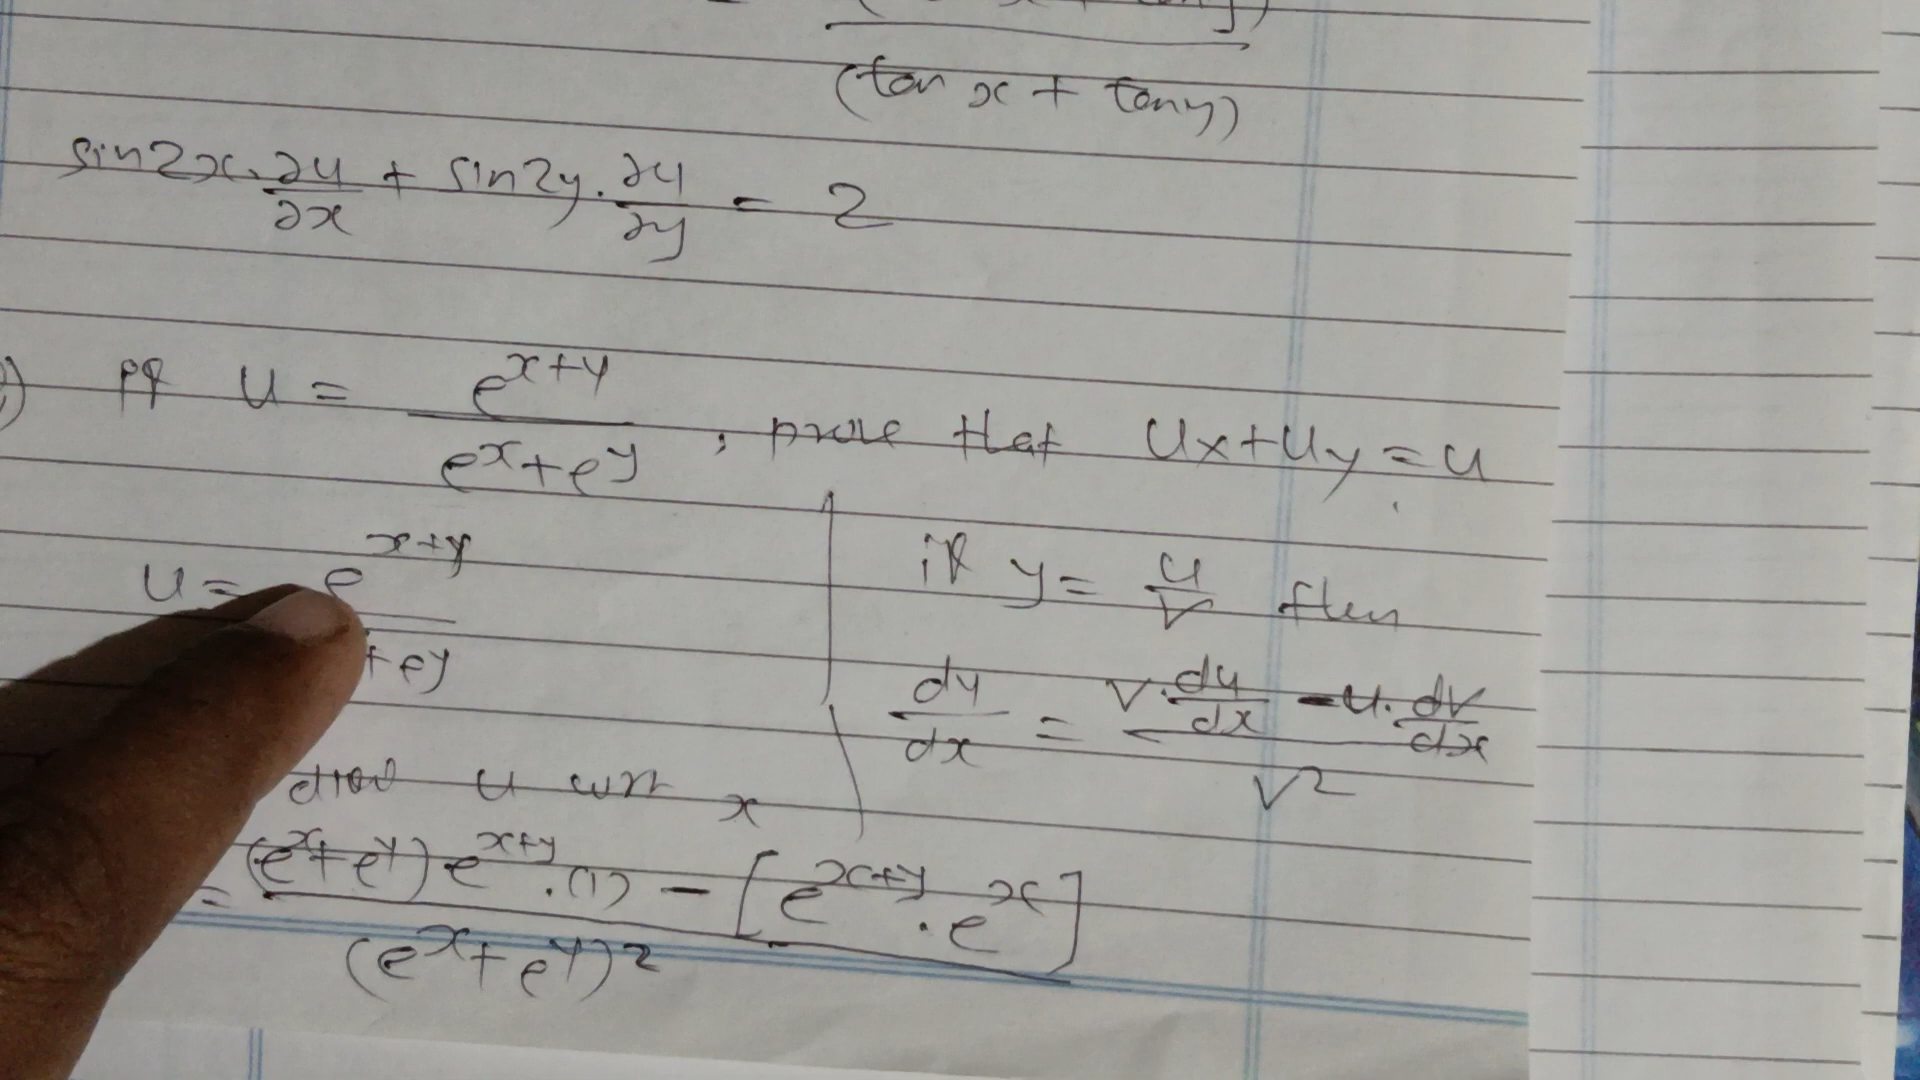 (tan x + tany)
sin2x. ∂u/∂x + sin2y. ∂u/∂y = 2
If u = e^(x+y) / (e^x + e^y) , prove that Ux + Uy = u
u = e^(x+y) / + ey
if y = u/v then
dy/dx = (v. du/dx - u. dv/dx) / v²
u wrt x
= ((e^x + e^y) e^(x+y) . (1) - [e^(x+y) . e^x]) / (e^x + e^y)²